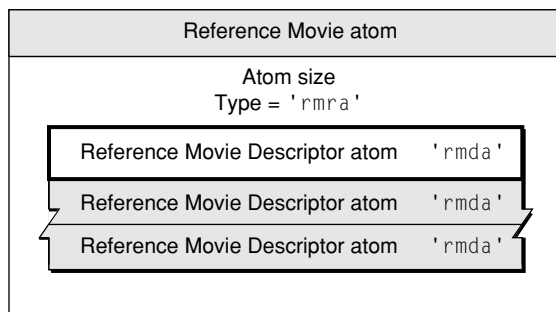 Reference Movie atom
Atom size
Type = 'rmra'
Reference Movie Descriptor atom 'rmda'
Reference Movie Descriptor atom 'rmda'
Reference Movie Descriptor atom 'rmda'